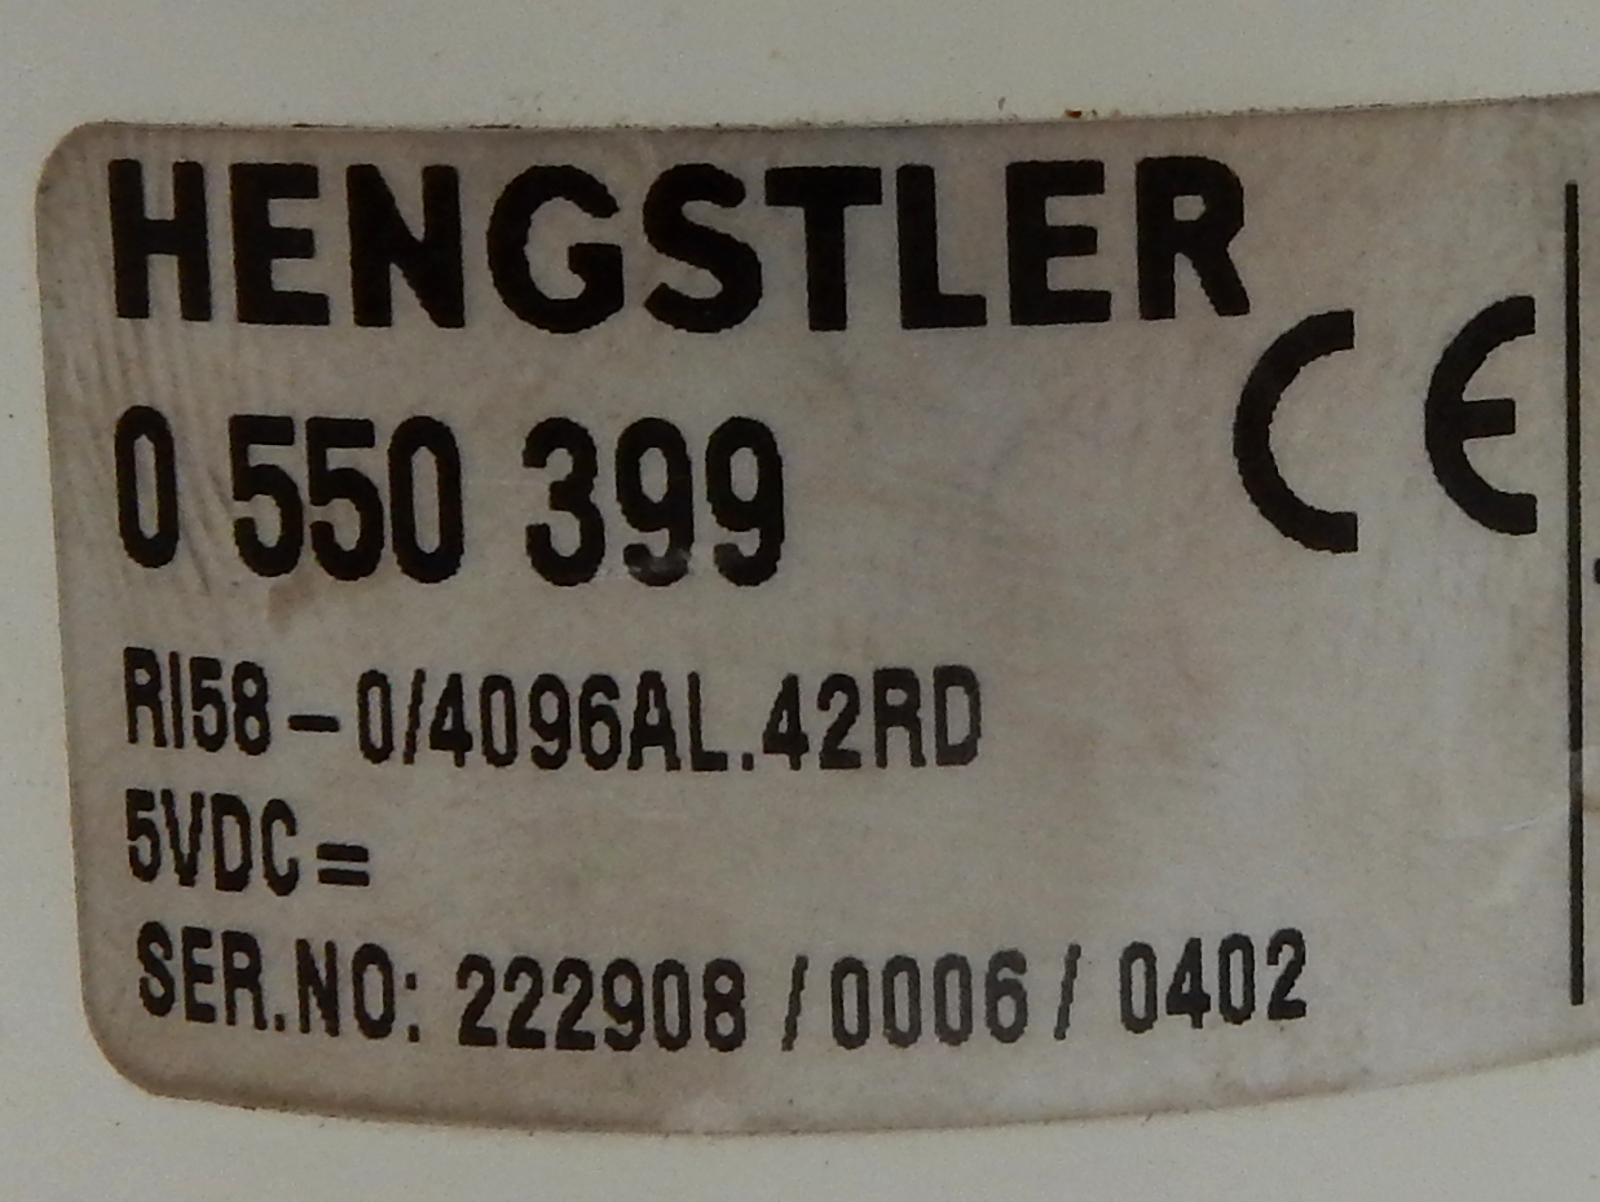 HENGSTLER
CE
0 550 399
RI58-0/4096AL.42RD
5VDC=
SER.NO: 222908 / 0006 / 0402